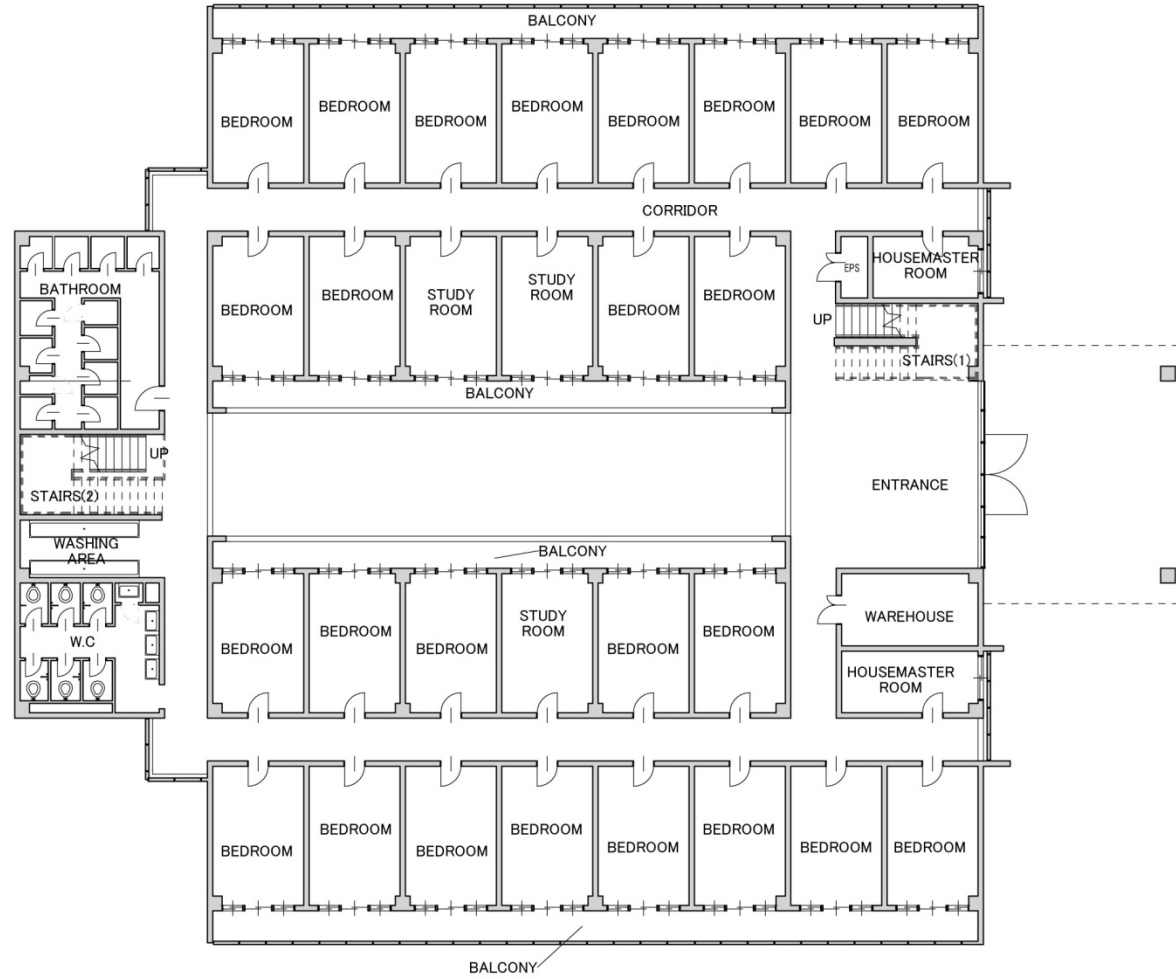 BALCONY
BEDROOM
BEDROOM
BEDROOM
BEDROOM
BEDROOM
BEDROOM
BEDROOM
BEDROOM
CORRIDOR
BATHROOM
BEDROOM
BEDROOM
STUDY
ROOM
STUDY
ROOM
BEDROOM
BEDROOM
EPS
HOUSEMASTER
ROOM
UP
STAIRS(1)
BALCONY
UP
STAIRS(2)
ENTRANCE
WASHING
AREA
BALCONY
W.C
BEDROOM
BEDROOM
BEDROOM
STUDY
ROOM
BEDROOM
BEDROOM
WAREHOUSE
HOUSEMASTER
ROOM
BEDROOM
BEDROOM
BEDROOM
BEDROOM
BEDROOM
BEDROOM
BEDROOM
BEDROOM
BALCONY